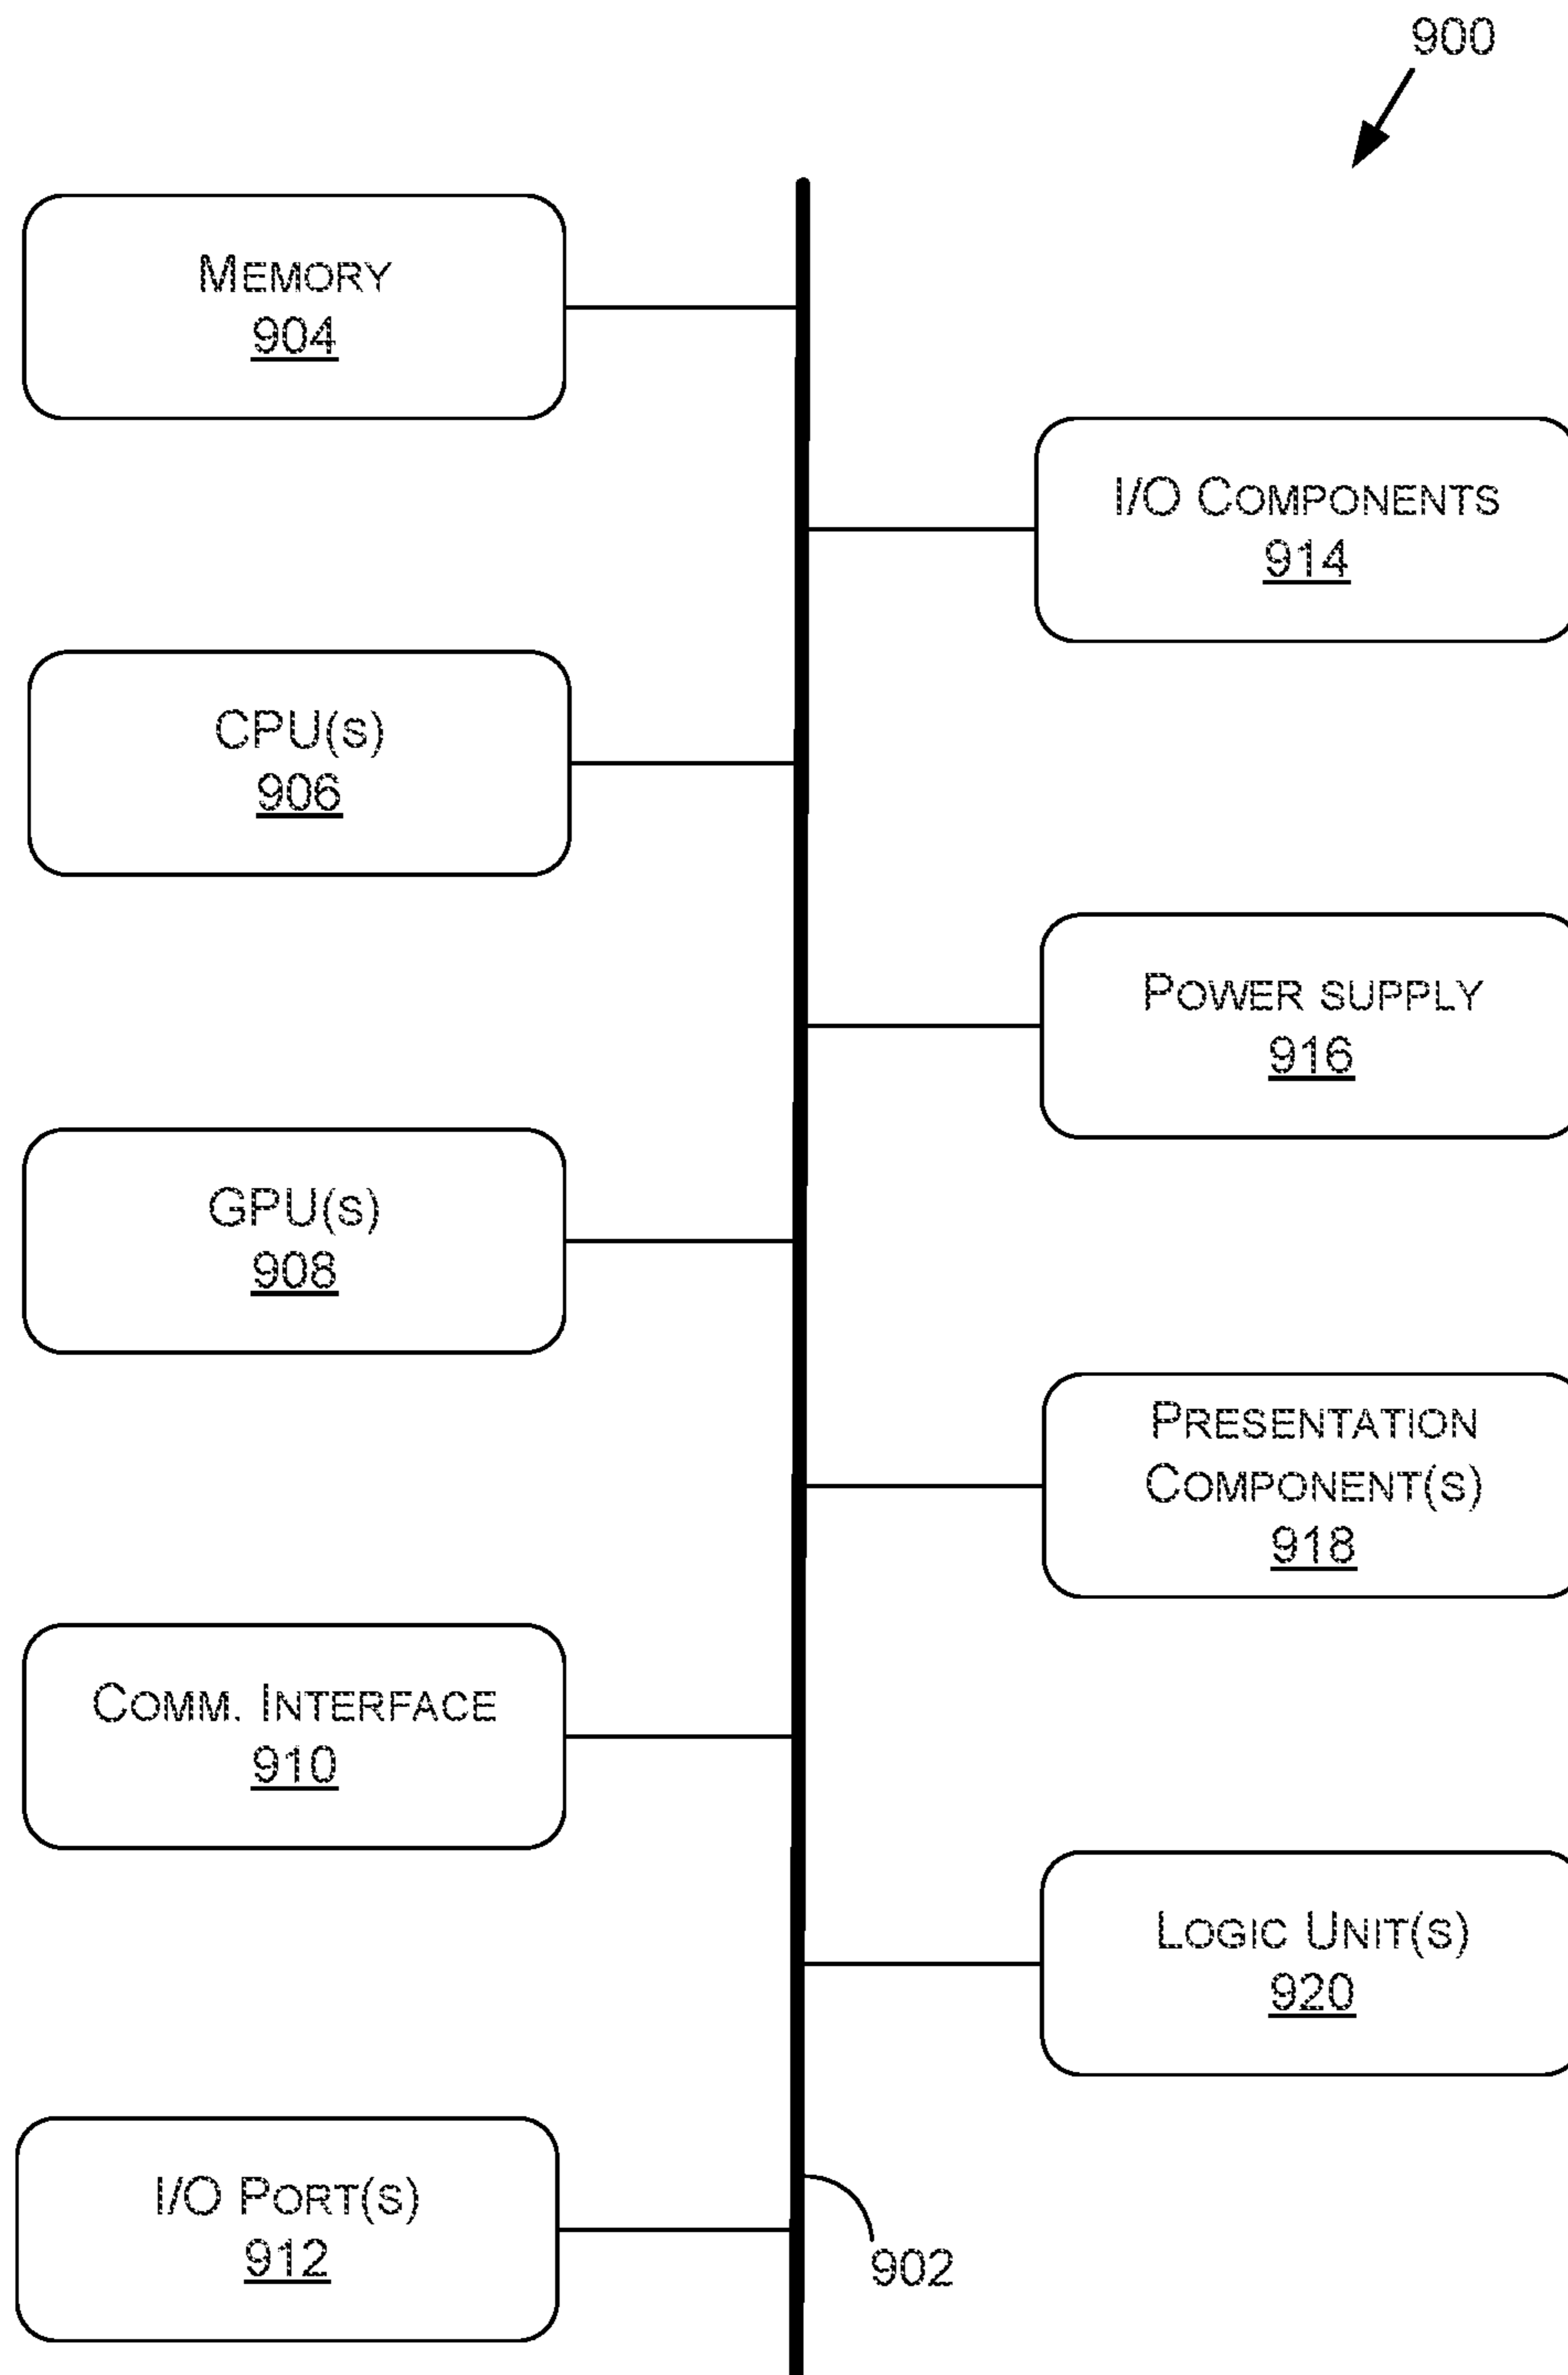 900
MEMORY
904
I/O COMPONENTS
914
CPU(S)
906
POWER SUPPLY
916
GPU(S)
908
PRESENTATION
COMPONENT(S)
918
COMM. INTERFACE
910
LOGIC UNIT(S)
920
I/O PORT(S)
912
902